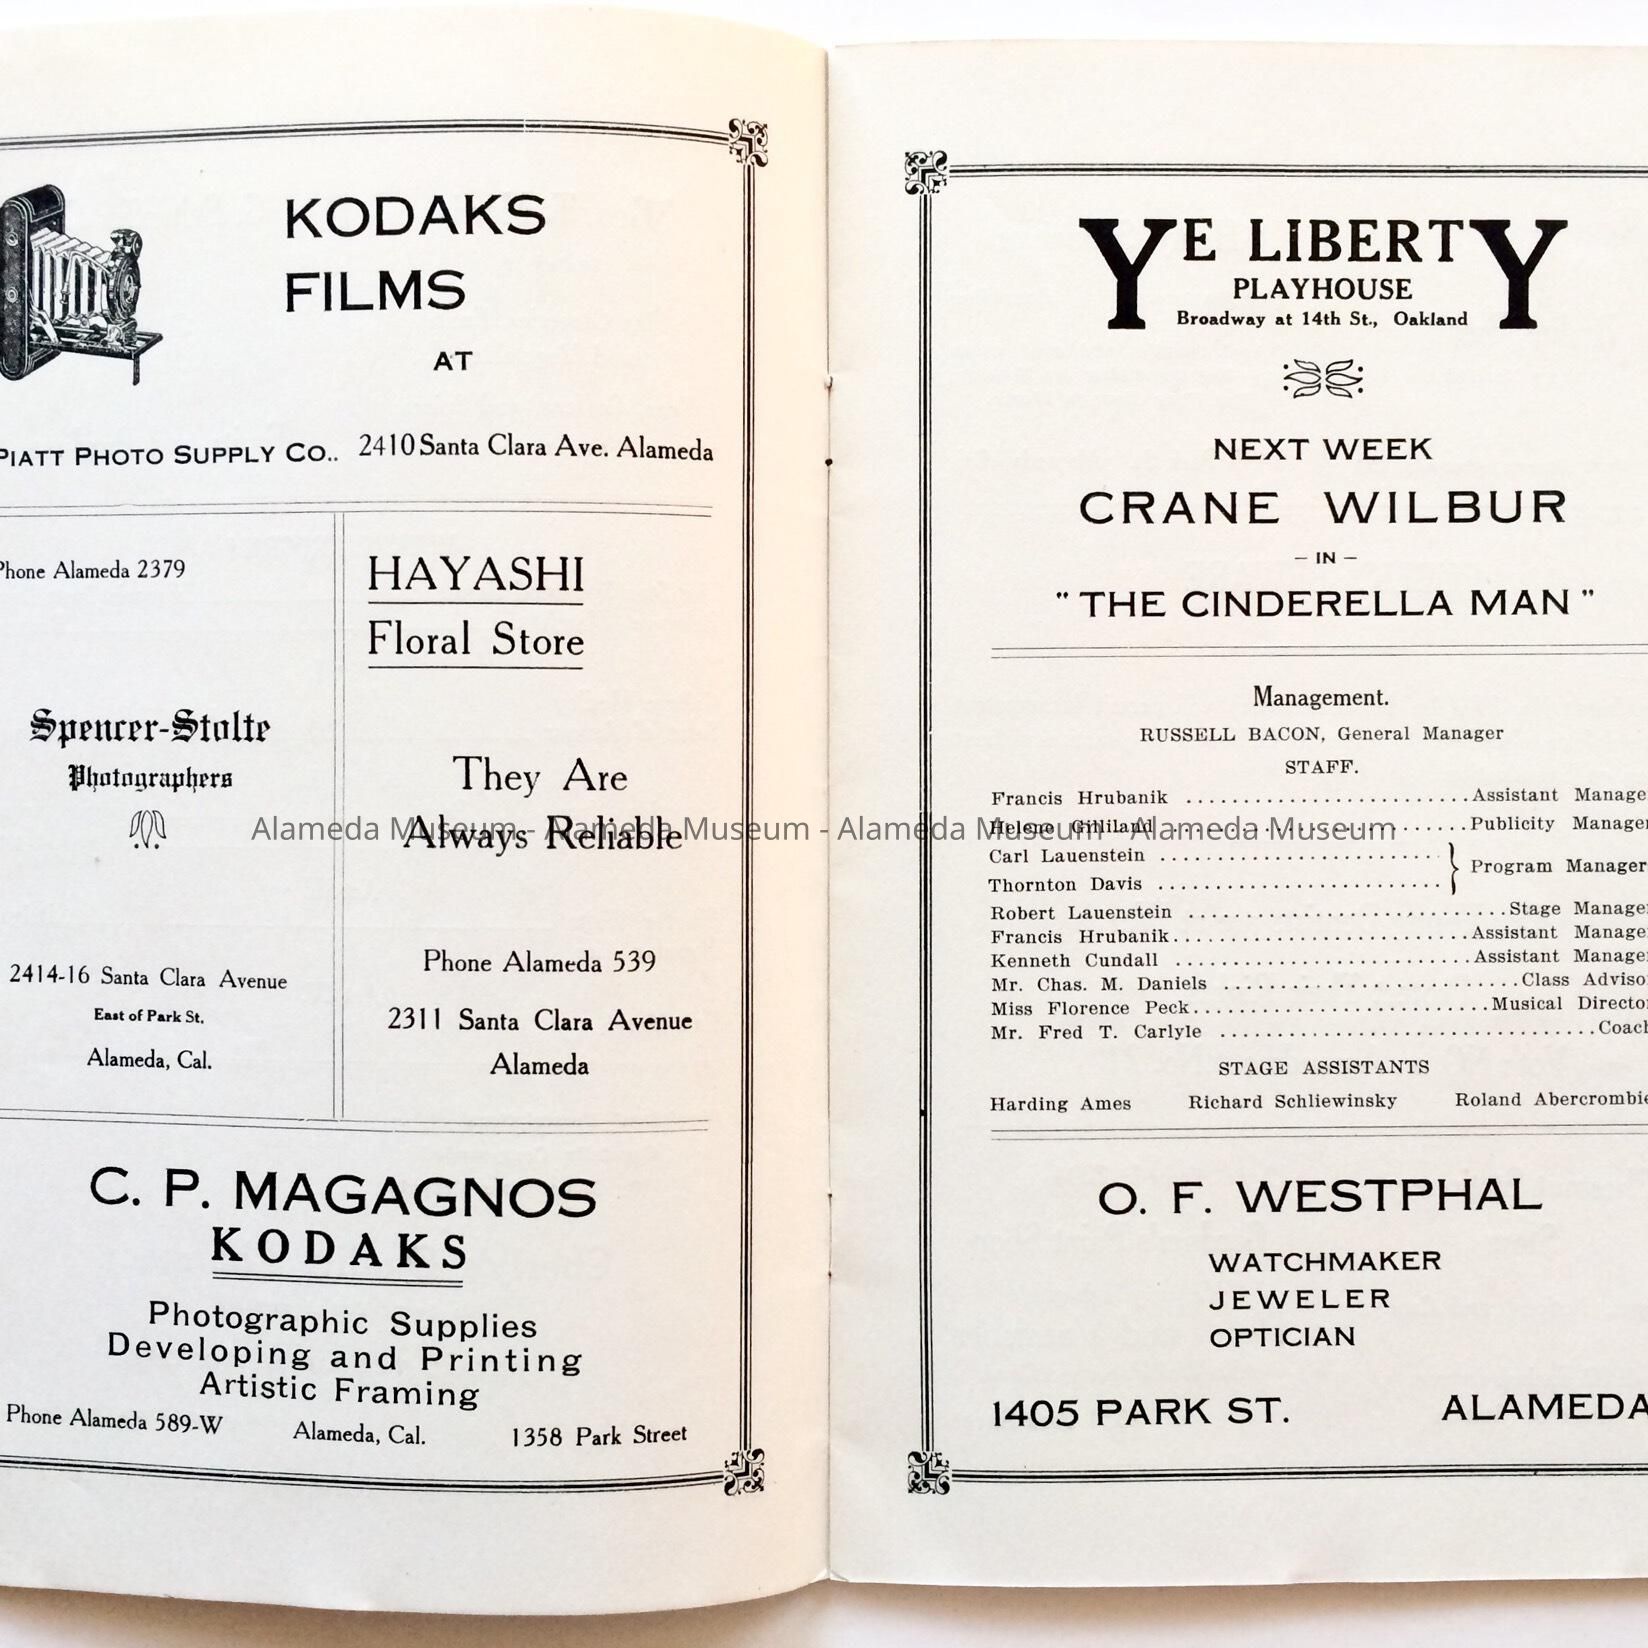 KODAKS
FILMS
AT
PIATT PHOTO SUPPLY CO.. 2410 Santa Clara Ave. Alameda
Phone Alameda 2379
Spencer-Stolte
Photographers
2414-16 Santa Clara Avenue
East of Park St.
Alameda, Cal.
HAYASHI
Floral Store
They Are
Always Reliable
Phone Alameda 539
2311 Santa Clara Avenue
Alameda
C. P. MAGAGNOS
KODAKS
Photographic Supplies
Developing and Printing
Artistic Framing
Phone Alameda 589-W Alameda, Cal. 1358 Park Street
YE LIBERTY
PLAYHOUSE
Broadway at 14th St., Oakland
NEXT WEEK
CRANE WILBUR
– IN –
" THE CINDERELLA MAN "
Management.
RUSSELL BACON, General Manager
STAFF.
Francis Hrubanik ........................ Assistant Manage
Helene Gilliland ........................ Publicity Manager
Carl Lauenstein ........................
Thornton Davis ........................ } Program Manager
Robert Lauenstein ........................ Stage Manager
Francis Hrubanik ........................ Assistant Manager
Kenneth Cundall ........................ Assistant Manager
Mr. Chas. M. Daniels ........................ Class Advisor
Miss Florence Peck ........................ Musical Director
Mr. Fred T. Carlyle ........................ Coach
STAGE ASSISTANTS
Harding Ames Richard Schliewinsky Roland Abercrombie
O. F. WESTPHAL
WATCHMAKER
JEWELER
OPTICIAN
1405 PARK ST. ALAMEDA
Alameda Museum - Alameda Museum - Alameda Museum - Alameda Museum